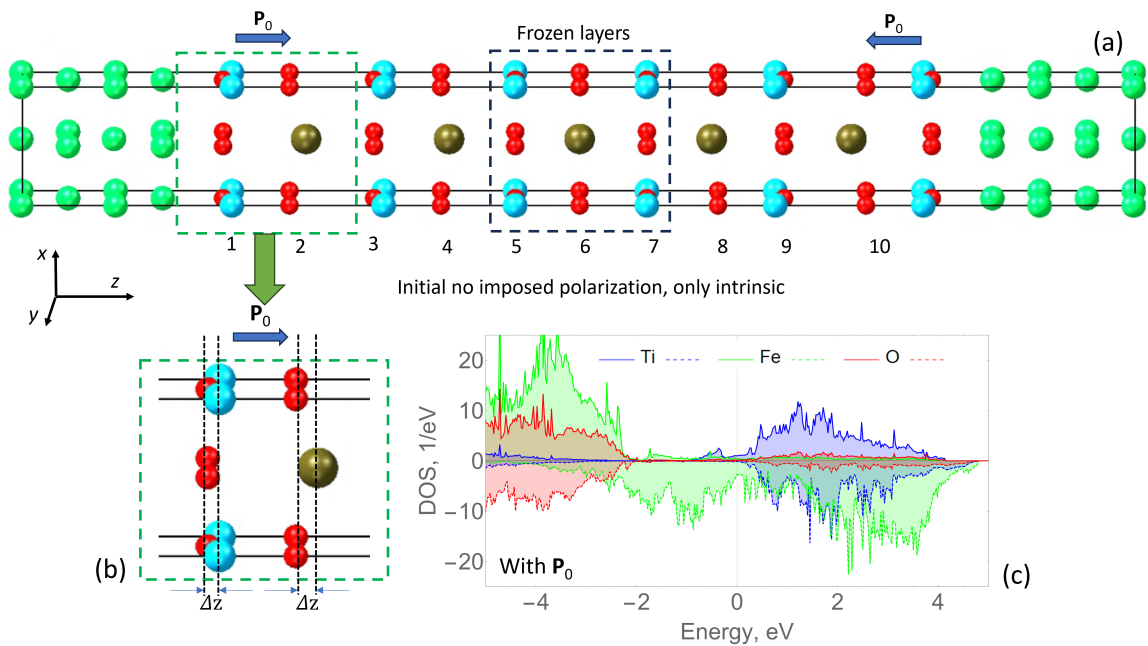 P₀
Frozen layers
P₀
(a)
1 2 3 4 5 6 7 8 9 10
x
y
z
Initial no imposed polarization, only intrinsic
P₀
(b)
Δz
Δz
Ti Fe O
DOS, 1/eV
20
10
0
−10
−20
With P₀
−4 −2 0 2 4
Energy, eV
(c)